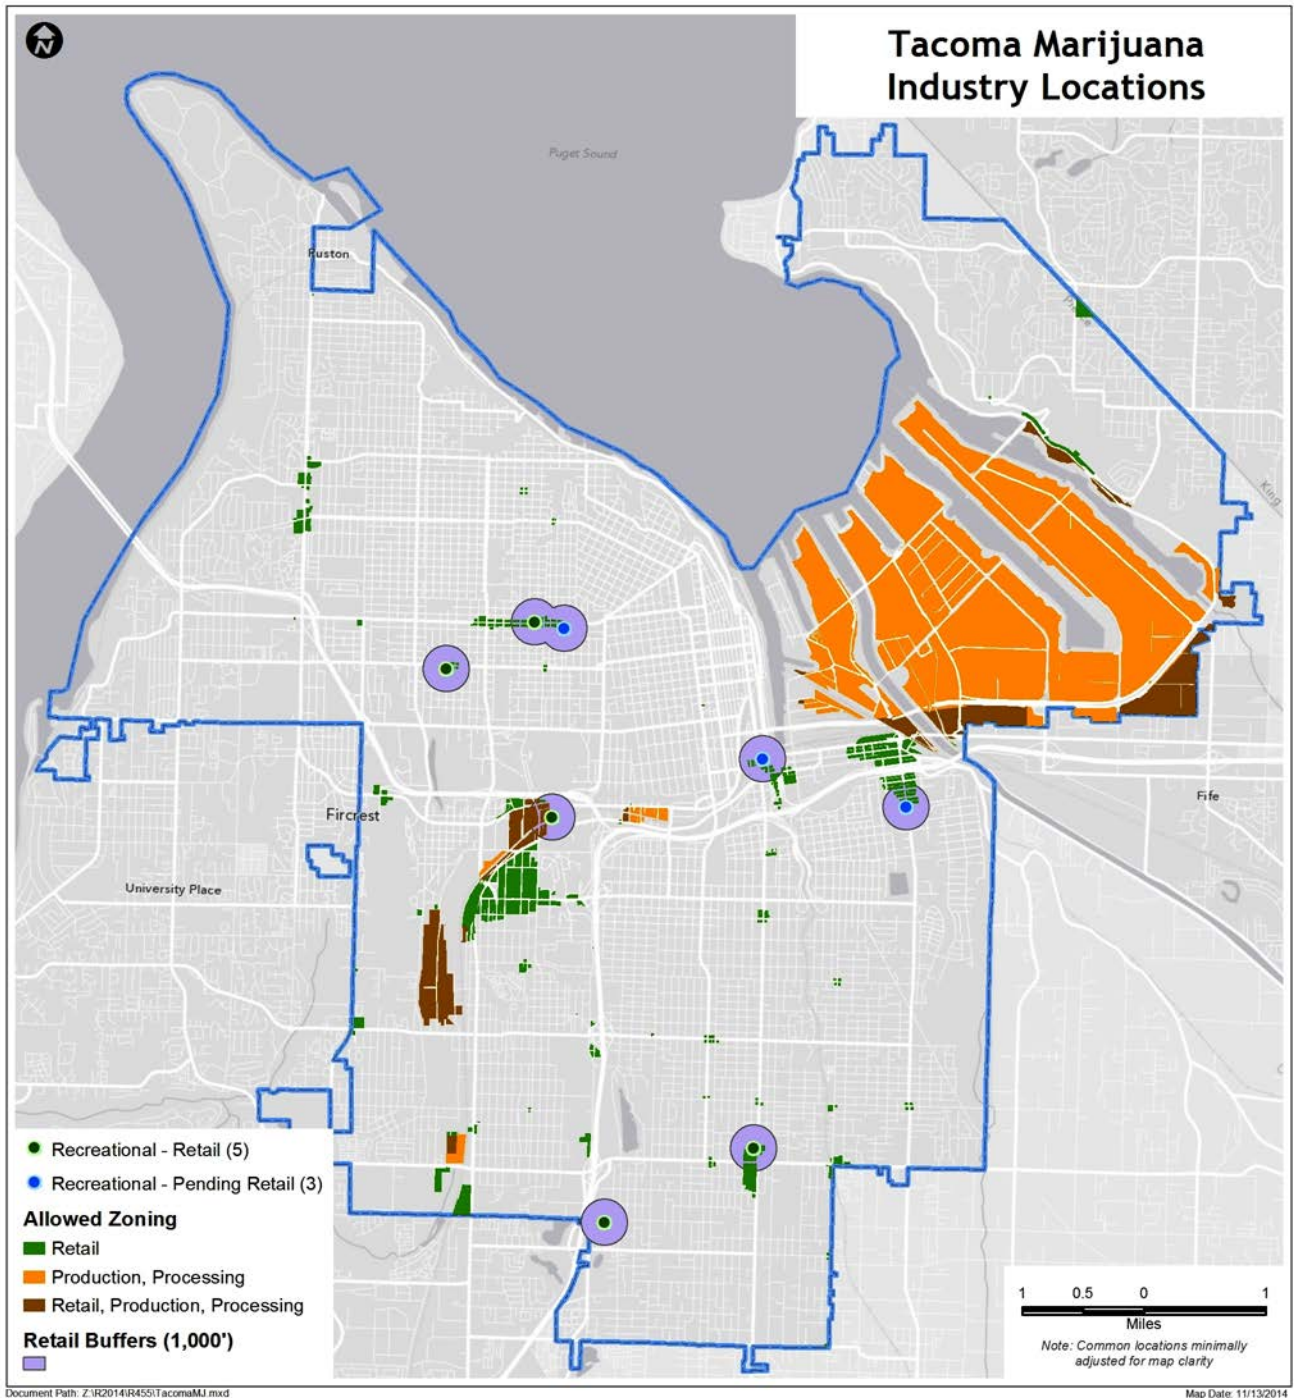 Tacoma Marijuana
Industry Locations
N
Puget Sound
Ruston
Pierce
King
Fircrest
Fife
University Place
Recreational - Retail (5)
Recreational - Pending Retail (3)
Allowed Zoning
Retail
Production, Processing
Retail, Production, Processing
Retail Buffers (1,000')
1 0.5 0 1
Miles
Note: Common locations minimally
adjusted for map clarity
Document Path: Z:\R2014\R455\TacomaMJ.mxd
Map Date: 11/13/2014